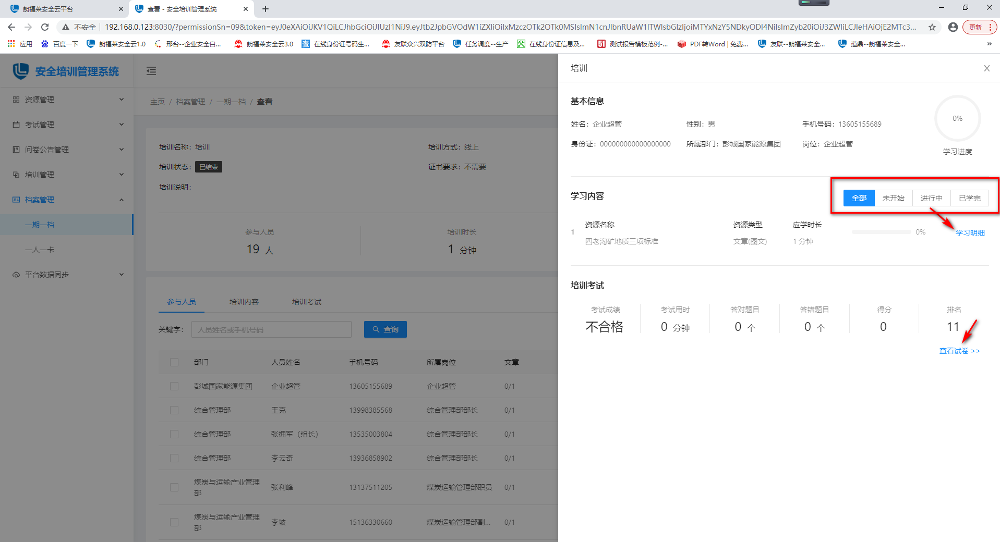 朗福莱安全云平台
查看 - 安全培训管理系统
不安全
192.168.0.123:8030/?permissionSn=09&token=eyJ0eXAiOiJKV1QiLCJhbGciOiJIUzI1NiJ9.eyJtb2JpbGVOdW1iZXIiOiIxMzczOTk2OTk0MSIsImN1cnJlbnRUaW1lTWlsbGlzIjoiMTYxNzY5NDkyODI4NiIsImZyb20iOiJ3ZWIiLCJleHAiOjE2MTc3...
更新
应用 百度一下 朗福莱安全云1.0 邢台--企业安全自... 朗福莱安全云3.0 在线身份证号码生... 友联众兴双防平台 任务调度--生产 在线身份证信息及... 测试报告模板范例-... PDF转Word | 免费... 友联--朗福莱安全... 蕴鼎--朗福莱安全... »
安全培训管理系统
资源管理
考试管理
问卷公告管理
培训管理
档案管理
一期一档
一人一卡
平台数据同步
主页 / 档案管理 / 一期一档 / 查看
培训名称: 培训
培训方式: 线上
培训状态: 已结束
证书要求: 不需要
培训说明:
参与人员
19 人
培训时长
1 分钟
参与人员 培训内容 培训考试
关键字: 人员姓名或手机号码 查询
部门 人员姓名 手机号码 所属岗位 文章
彭城国家能源集团 企业超管 13605155689 企业超管 0/1
综合管理部 王克 13998385568 综合管理部部长 0/1
综合管理部 张拥军（组长） 13535003804 综合管理部部长 0/1
综合管理部 李云奇 13936858902 综合管理部部长 0/1
煤炭与运输产业管理部 张利峰 13137511205 煤炭运输管理部职员 0/1
煤炭与运输产业管理部 李坡 15136330660 煤炭运输管理部副... 0/1
培训
基本信息
姓名: 企业超管 性别: 男 手机号码: 13605155689
身份证: 000000000000000000 所属部门: 彭城国家能源集团 岗位: 企业超管
0%
学习进度
学习内容
全部 未开始 进行中 已学完
1
资源名称 资源类型 应学时长
四老沟矿地质三项标准 文章(图文) 1 分钟
0%
学习明细
培训考试
考试成绩 考试用时 答对题目 答错题目 得分 排名
不合格 0 分钟 0 个 0 个 0 11
查看试卷 >>